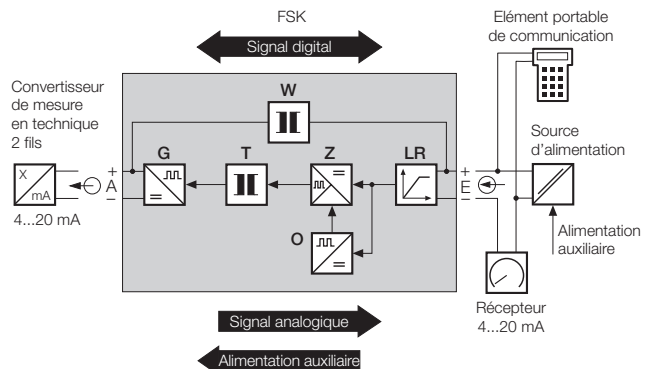 FSK
Signal digital
Elément portable
de communication
Convertisseur
de mesure
en technique
2 fils
W
G
T
Z
LR
Source
d'alimentation
X
mA
+
A
–
+
E
–
4...20 mA
O
Alimentation
auxiliaire
Récepteur
4...20 mA
Signal analogique
Alimentation auxiliaire